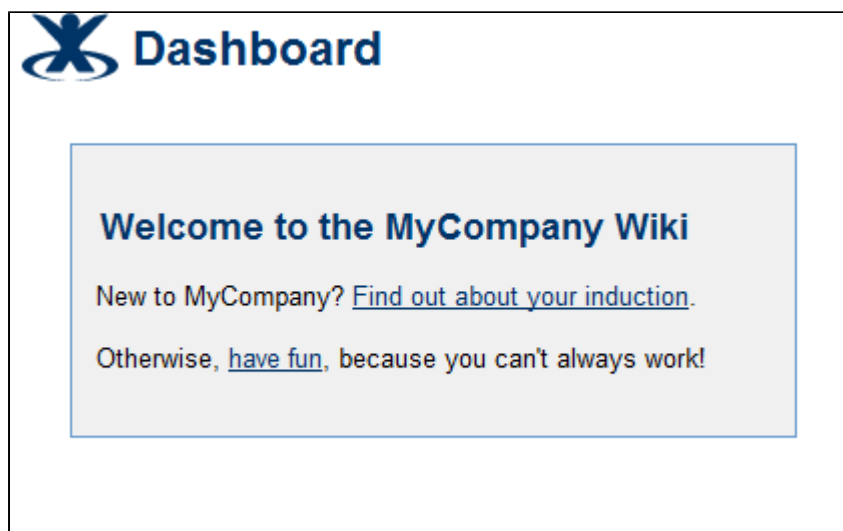 Dashboard
Welcome to the MyCompany Wiki
New to MyCompany? Find out about your induction.
Otherwise, have fun, because you can't always work!